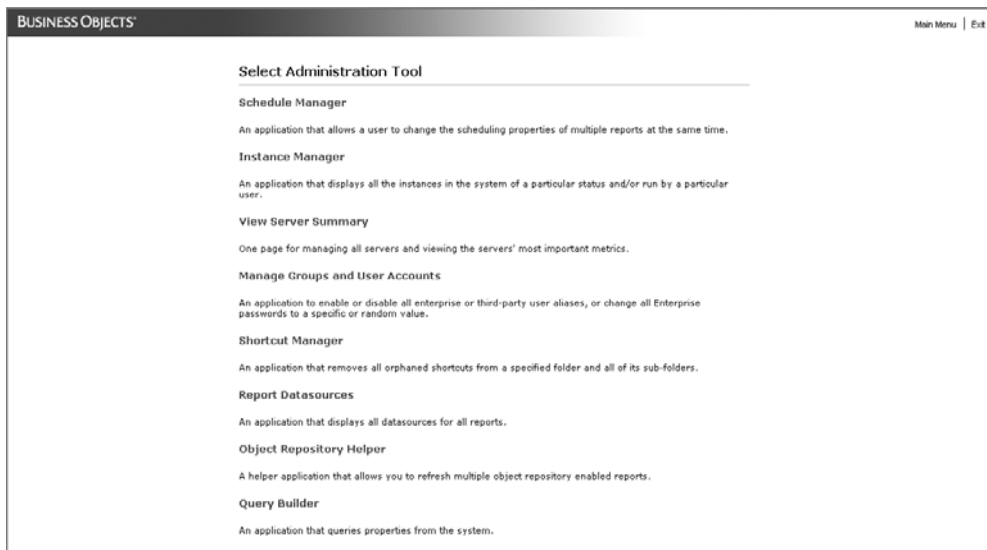 BUSINESS OBJECTS
Main Menu | Exit
Select Administration Tool
Schedule Manager
An application that allows a user to change the scheduling properties of multiple reports at the same time.
Instance Manager
An application that displays all the instances in the system of a particular status and/or run by a particular
user.
View Server Summary
One page for managing all servers and viewing the servers' most important metrics.
Manage Groups and User Accounts
An application to enable or disable all enterprise or third-party user aliases, or change all Enterprise
passwords to a specific or random value.
Shortcut Manager
An application that removes all orphaned shortcuts from a specified folder and all of its sub-folders.
Report Datasources
An application that displays all datasources for all reports.
Object Repository Helper
A helper application that allows you to refresh multiple object repository enabled reports.
Query Builder
An application that queries properties from the system.